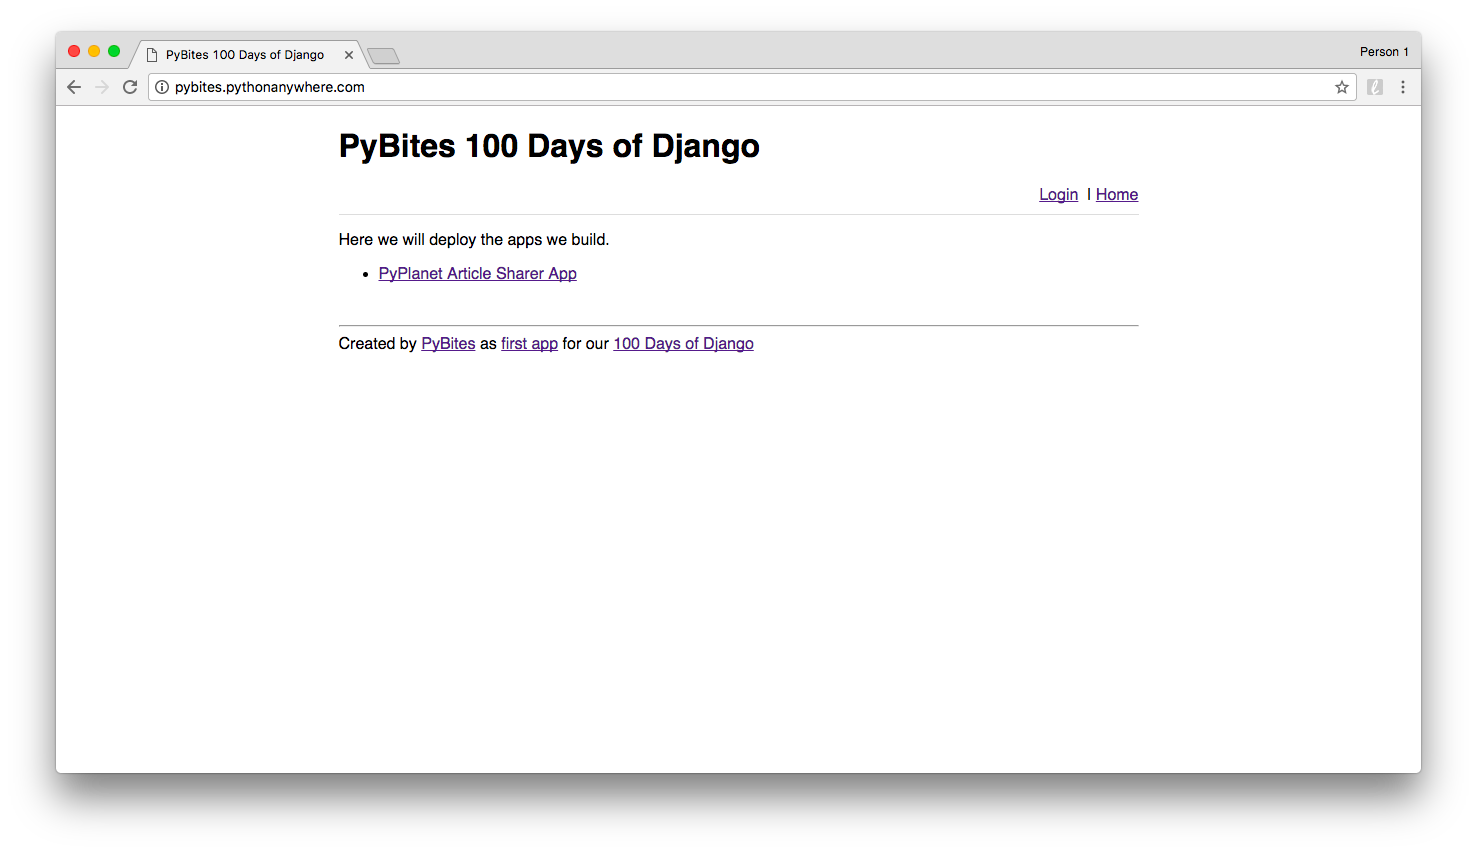 PyBites 100 Days of Django
Person 1
pybites.pythonanywhere.com
PyBites 100 Days of Django
Login | Home
Here we will deploy the apps we build.
• PyPlanet Article Sharer App
Created by PyBites as first app for our 100 Days of Django